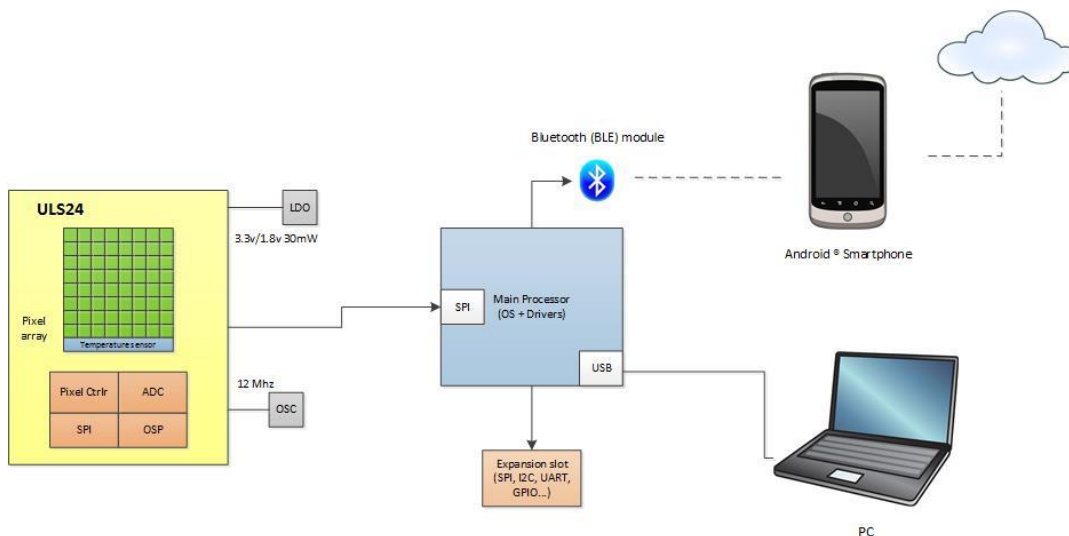 Bluetooth (BLE) module
ULS24
LDO
3.3v/1.8v 30mW
Android ® Smartphone
SPI
Main Processor
(OS + Drivers)
Pixel
array
Temperature sensor
USB
12 Mhz
Pixel Ctrlr
ADC
OSC
SPI
OSP
Expansion slot
(SPI, I2C, UART,
GPIO...)
PC